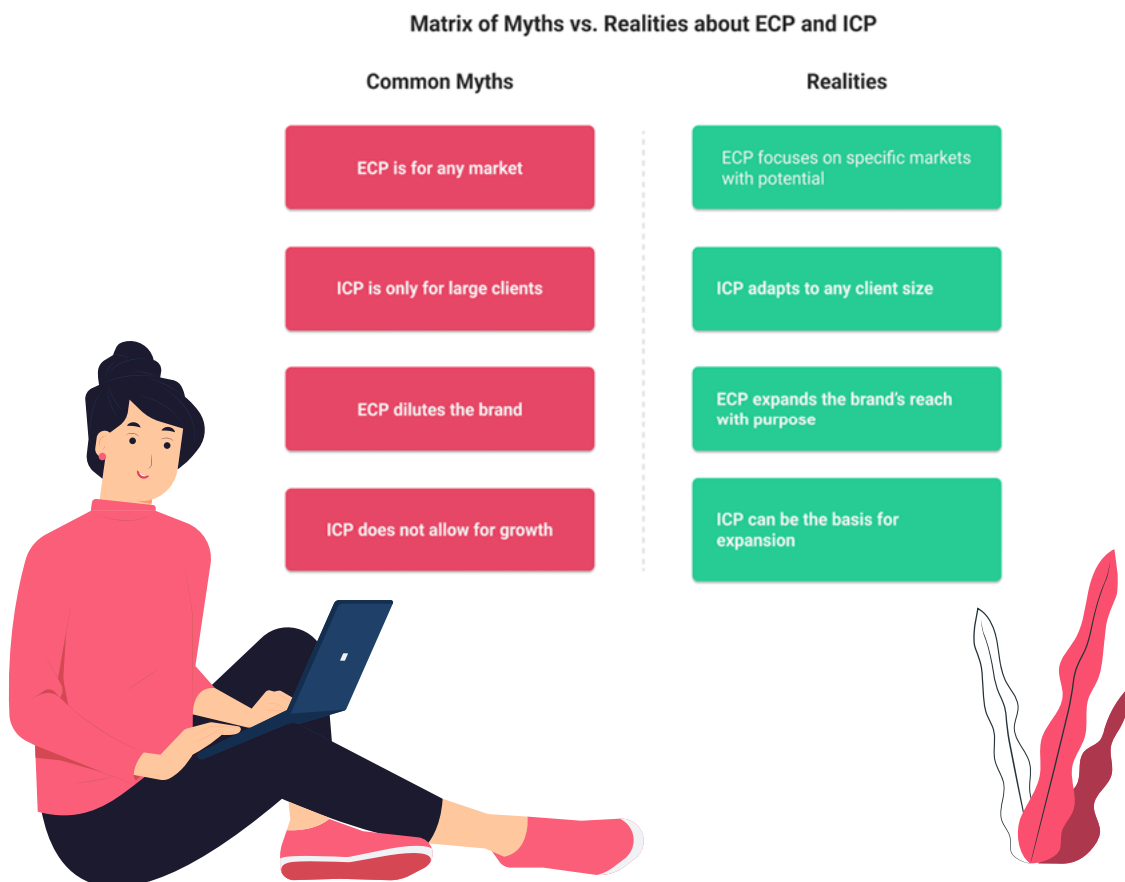 Matrix of Myths vs. Realities about ECP and ICP
Common Myths
Realities
ECP is for any market
ECP focuses on specific markets
with potential
ICP is only for large clients
ICP adapts to any client size
ECP dilutes the brand
ECP expands the brand’s reach
with purpose
ICP does not allow for growth
ICP can be the basis for
expansion